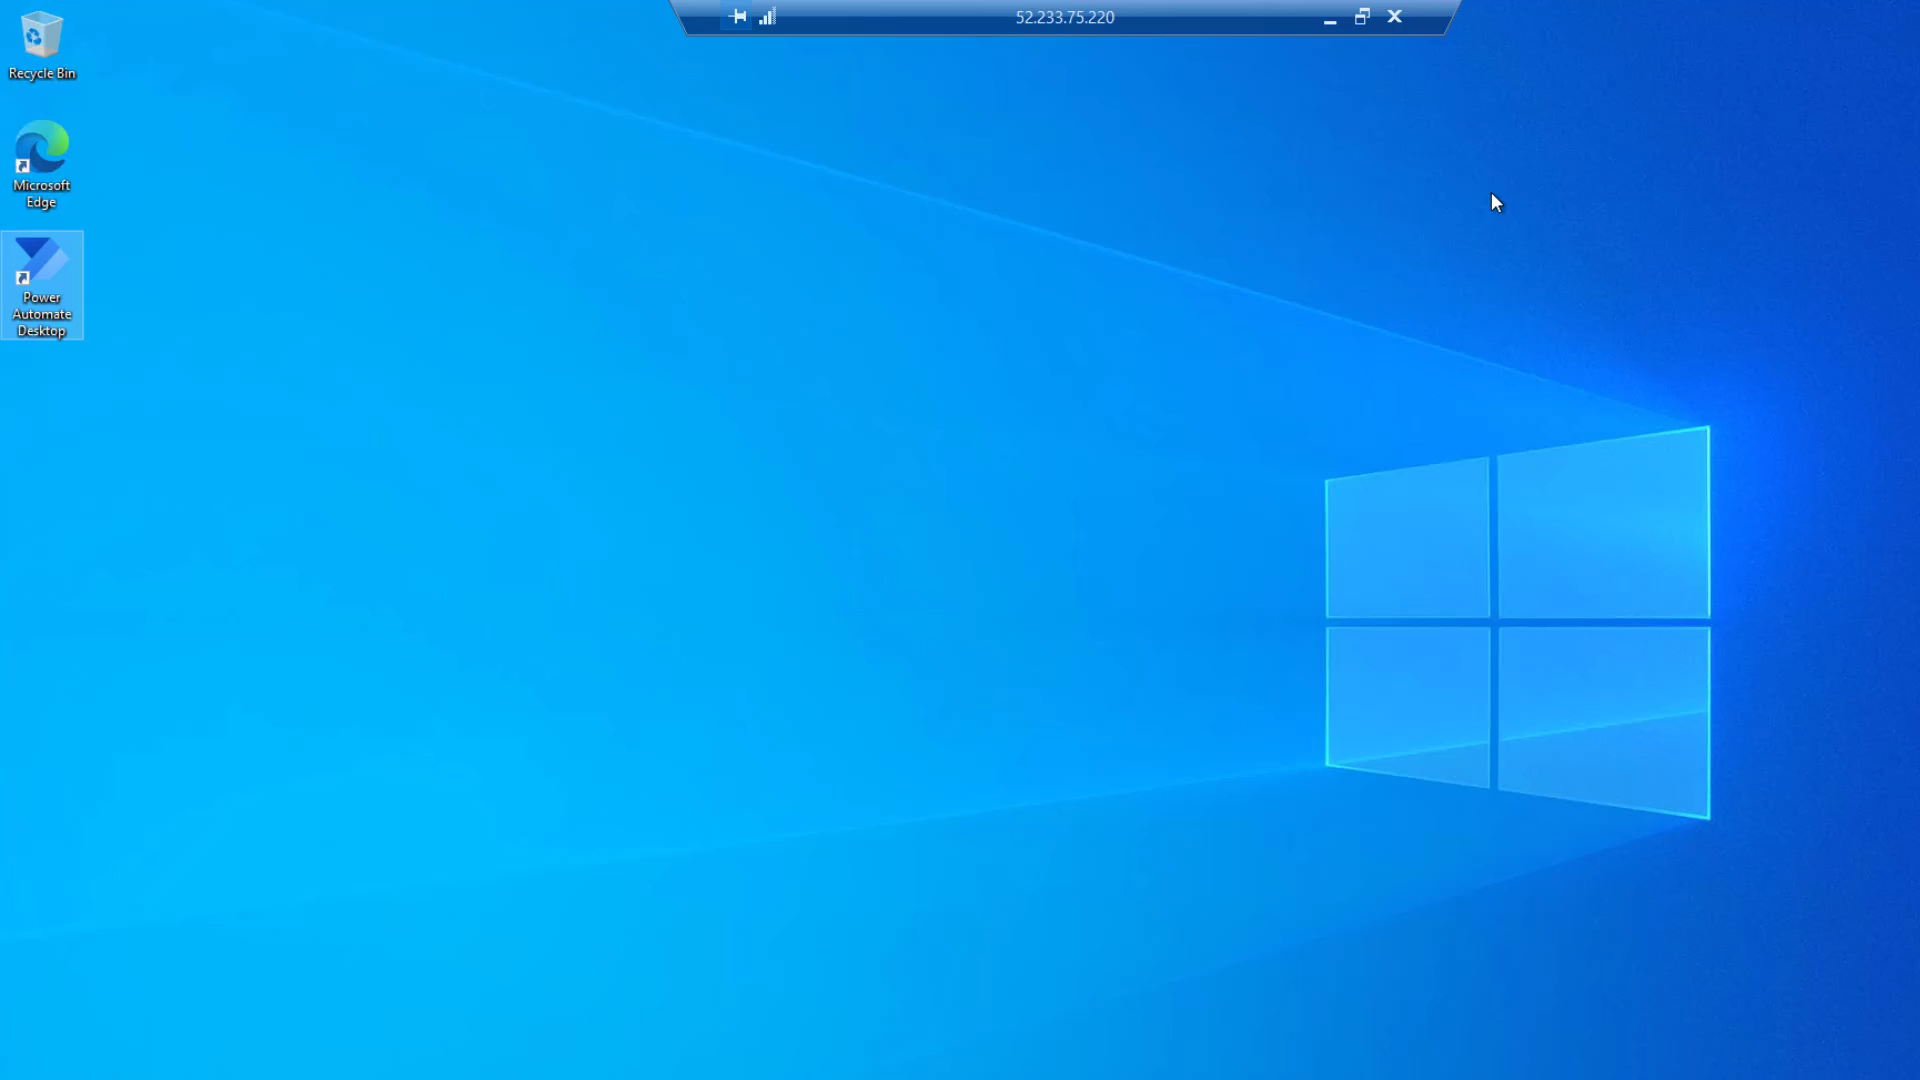 52.233.75.220
Recycle Bin
Microsoft
Edge
Power
Automate
Desktop